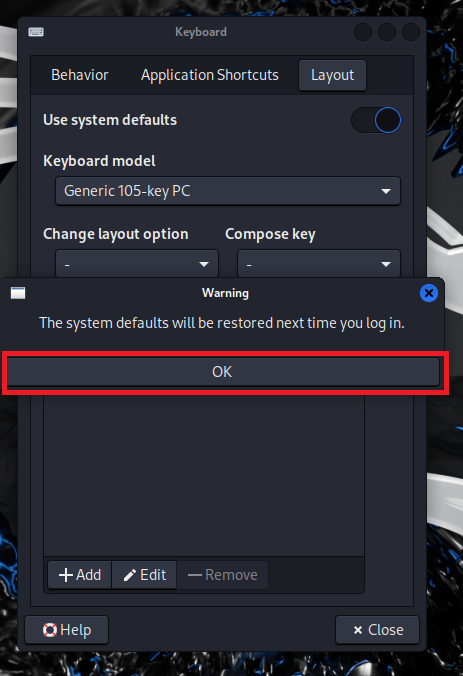 Keyboard
Behavior Application Shortcuts Layout
Use system defaults
Keyboard model
Generic 105-key PC
Change layout option Compose key
- -
Warning
The system defaults will be restored next time you log in.
OK
Add Edit Remove
Help Close